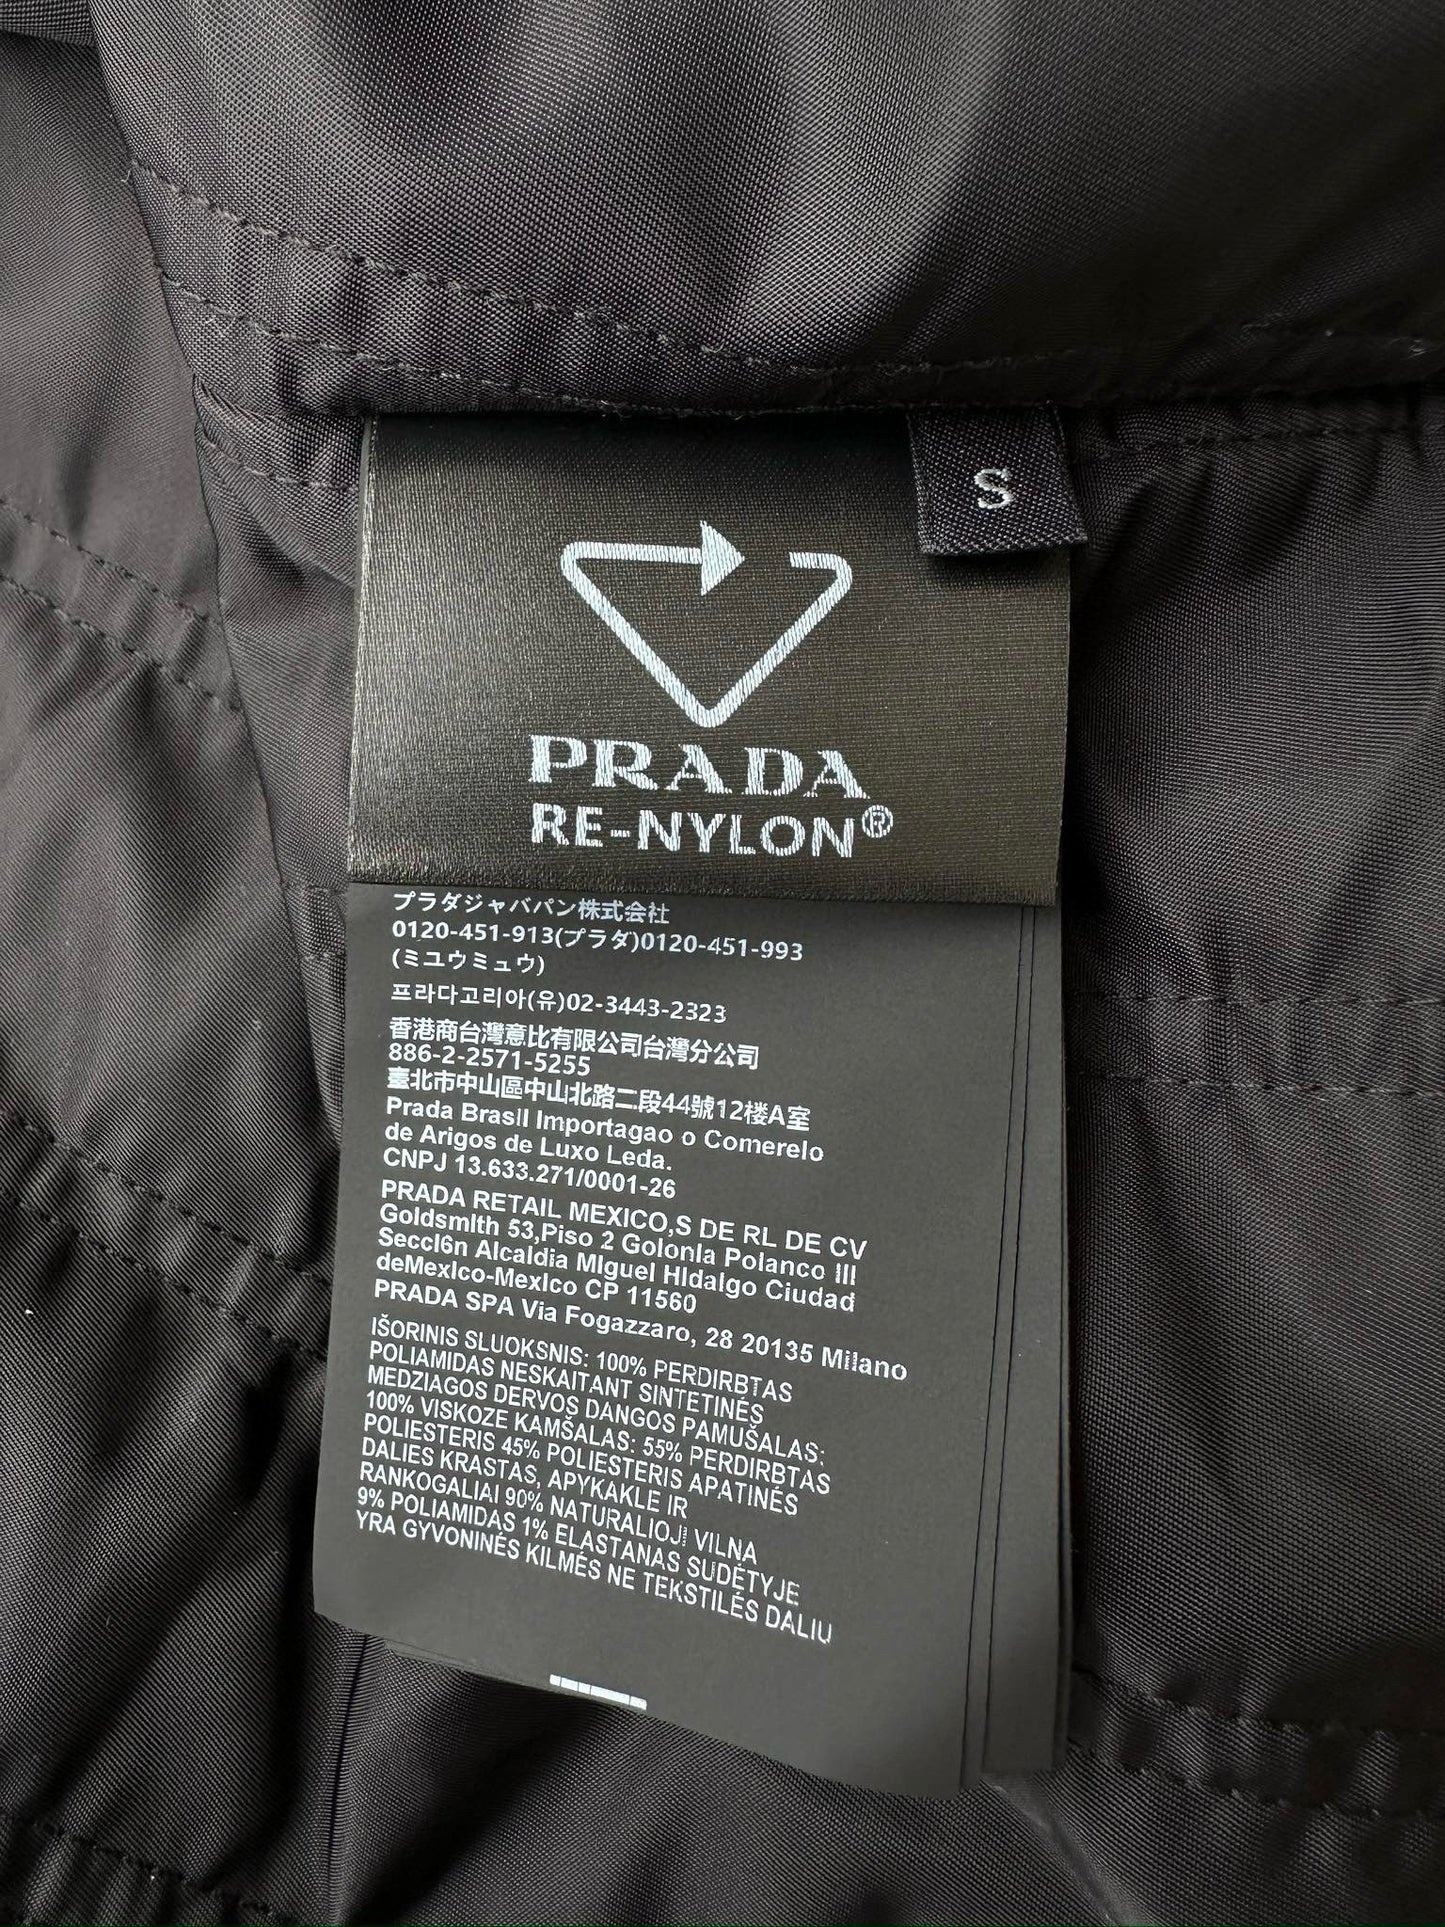 S
PRADA
RE-NYLON®
プラダジャバパン株式会社
0120-451-913(プラダ)0120-451-993
(ミユウミュウ)
프라다고리아(유)02-3443-2323
香港商台灣意比有限公司台灣分公司
886-2-2571-5255
臺北市中山區中山北路二段44號12楼A室
Prada Brasll Importagao o Comerelo
de Arigos de Luxo Leda.
CNPJ 13.633.271/0001-26
PRADA RETAIL MEXICO,S DE RL DE CV
Goldsmlth 53,Piso 2 Golonla Polanco III
Seccl6n Alcaldia Mlguel Hldalgo Ciudad
deMexlco-Mexlco CP 11560
PRADA SPA Via Fogazzaro, 28 20135 Milano
IŠORINIS SLUOKSNIS: 100% PERDIRBTAS
POLIAMIDAS NESKAITANT SINTETINĖS
MEDZIAGOS DERVOS DANGOS PAMUŠALAS:
100% VISKOZE KAMŠALAS: 55% PERDIRBTAS
POLIESTERIS 45% POLIESTERIS APATINĖS
DALIES KRASTAS, APYKAKLE IR
RANKOGALIAI 90% NATURALIOJI VILNA
9% POLIAMIDAS 1% ELASTANAS SUDĖTYJE
YRA GYVONINĖS KILMĖS NE TEKSTILĖS DALIŲ